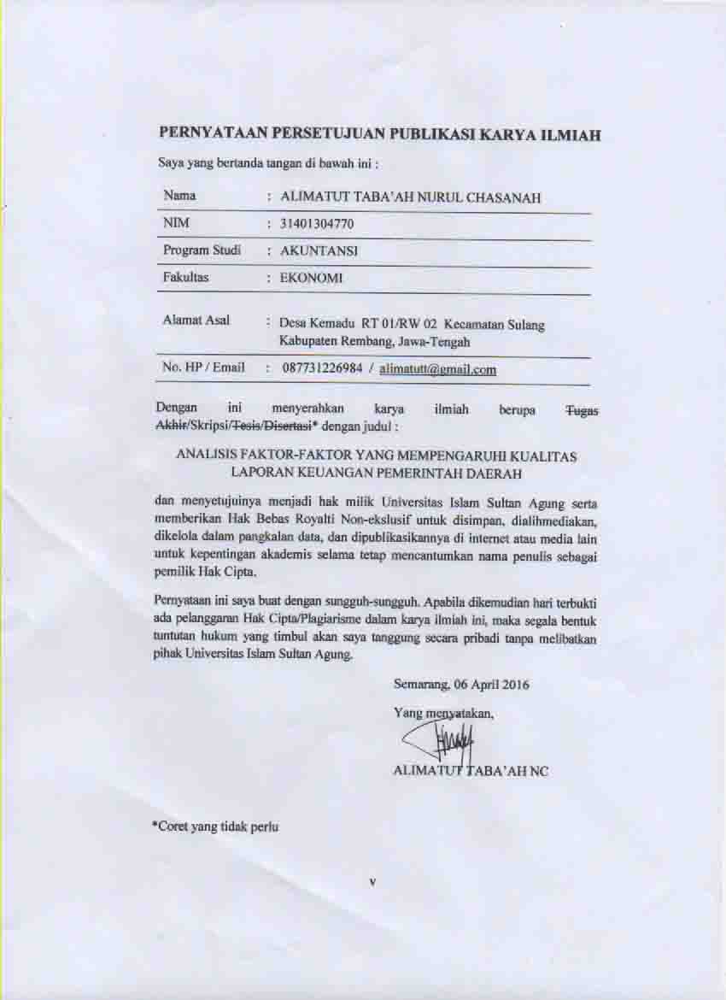 PERNYATAAN PERSETUJUAN PUBLIKASI KARYA ILMIAH
Saya yang bertanda tangan di bawah ini :
Nama : ALIMATUT TABA'AH NURUL CHASANAH
NIM : 31401304770
Program Studi : AKUNTANSI
Fakultas : EKONOMI
Alamat Asal : Desa Kemadu RT 01/RW 02 Kecamatan Sulang
Kabupaten Rembang, Jawa-Tengah
No. HP / Email : 087731226984 / alimatutt@gmail.com
Dengan ini menyerahkan karya ilmiah berupa Tugas
Akhir/Skripsi/Tesis/Disertasi* dengan judul :
ANALISIS FAKTOR-FAKTOR YANG MEMPENGARUHI KUALITAS
LAPORAN KEUANGAN PEMERINTAH DAERAH
dan menyetujuinya menjadi hak milik Universitas Islam Sultan Agung serta
memberikan Hak Bebas Royalti Non-ekslusif untuk disimpan, dialihmediakan,
dikelola dalam pangkalan data, dan dipublikasikannya di internet atau media lain
untuk kepentingan akademis selama tetap mencantumkan nama penulis sebagai
pemilik Hak Cipta.
Pernyataan ini saya buat dengan sungguh-sungguh. Apabila dikemudian hari terbukti
ada pelanggaran Hak Cipta/Plagiarisme dalam karya ilmiah ini, maka segala bentuk
tuntutan hukum yang timbul akan saya tanggung secara pribadi tanpa melibatkan
pihak Universitas Islam Sultan Agung.
Semarang, 06 April 2016
Yang menyatakan,
ALIMATUT TABA'AH NC
*Coret yang tidak perlu
v